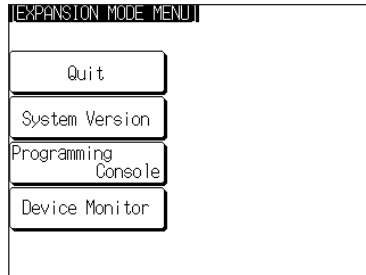 EXPANSION MODE MENU
Quit
System Version
Programming
Console
Device Monitor